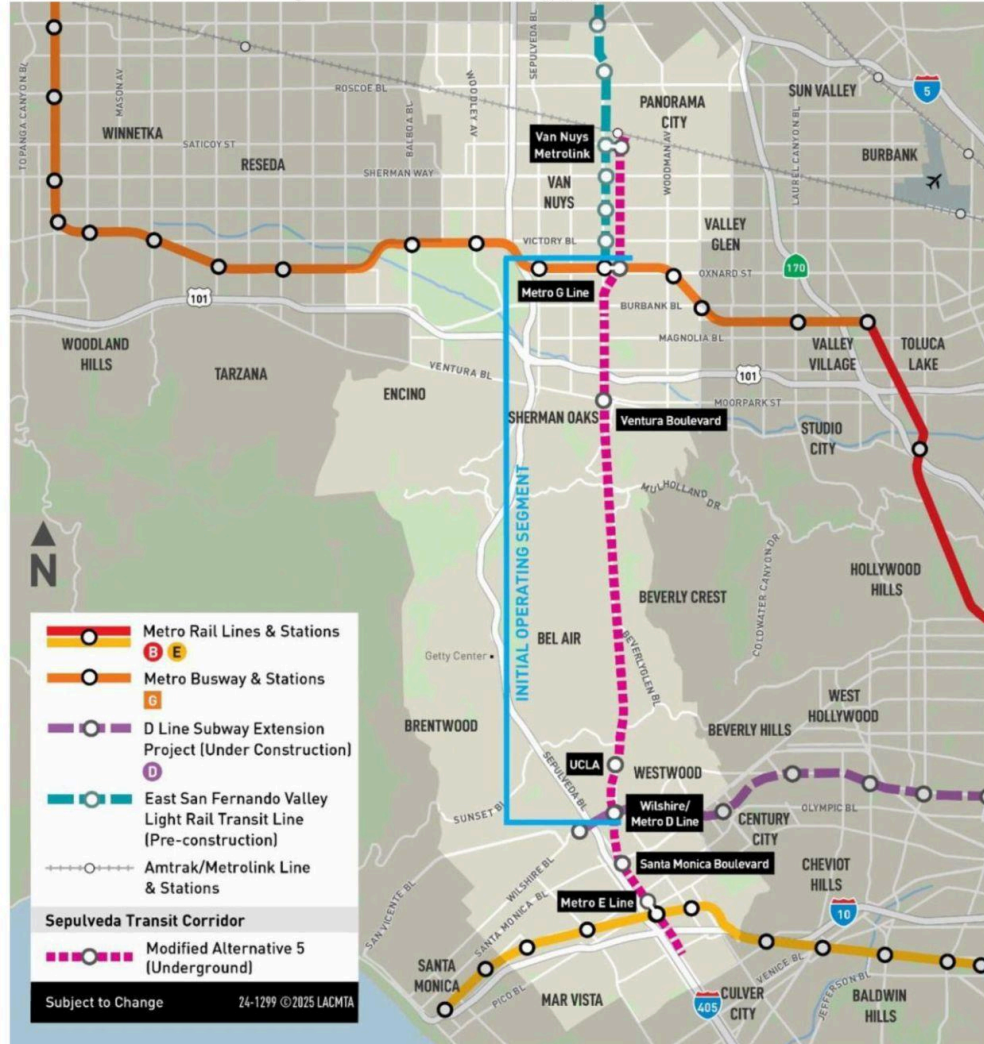 SEPULVEDA BL
TOPANGA CANYON BL
MASON AV
WINNETKA
RESEDA
ROSCOE BL
SATICOY ST
SHERMAN WAY
BALBOA BL
WOODLEY AV
PANORAMA
CITY
SUN VALLEY
5
BURBANK
Van Nuys
Metrolink
VAN
NUYS
WOODMAN AV
LAUREL CANYON BL
VICTORY BL
VALLEY
GLEN
OXNARD ST
170
Metro G Line
BURBANK BL
MAGNOLIA BL
101
WOODLAND
HILLS
TARZANA
ENCINO
VENTURA BL
VALLEY
VILLAGE
TOLUCA
LAKE
101
MOORPARK ST
SHERMAN OAKS
Ventura Boulevard
STUDIO
CITY
INITIAL OPERATING SEGMENT
MULHOLLAND DR
COLDWATER CANYON DR
HOLLYWOOD
HILLS
N
BEVERLY CREST
BEL AIR
BEVERLY GLEN BL
Getty Center
BRENTWOOD
WEST
HOLLYWOOD
BEVERLY HILLS
UCLA
WESTWOOD
SEPULVEDA BL
SUNSET BL
Wilshire/
Metro D Line
OLYMPIC BL
CENTURY
CITY
Santa Monica Boulevard
CHEVIOT
HILLS
WILSHIRE BL
SANTA MONICA BL
SAN VICENTE BL
Metro E Line
10
SANTA
MONICA
PICO BL
MAR VISTA
VENICE BL
JEFFERSON BL
405
CULVER
CITY
BALDWIN
HILLS
Metro Rail Lines & Stations
B E
Metro Busway & Stations
G
D Line Subway Extension
Project (Under Construction)
D
East San Fernando Valley
Light Rail Transit Line
(Pre-construction)
Amtrak/Metrolink Line
& Stations
Sepulveda Transit Corridor
Modified Alternative 5
(Underground)
Subject to Change 24-1299 ©2025 LACMTA